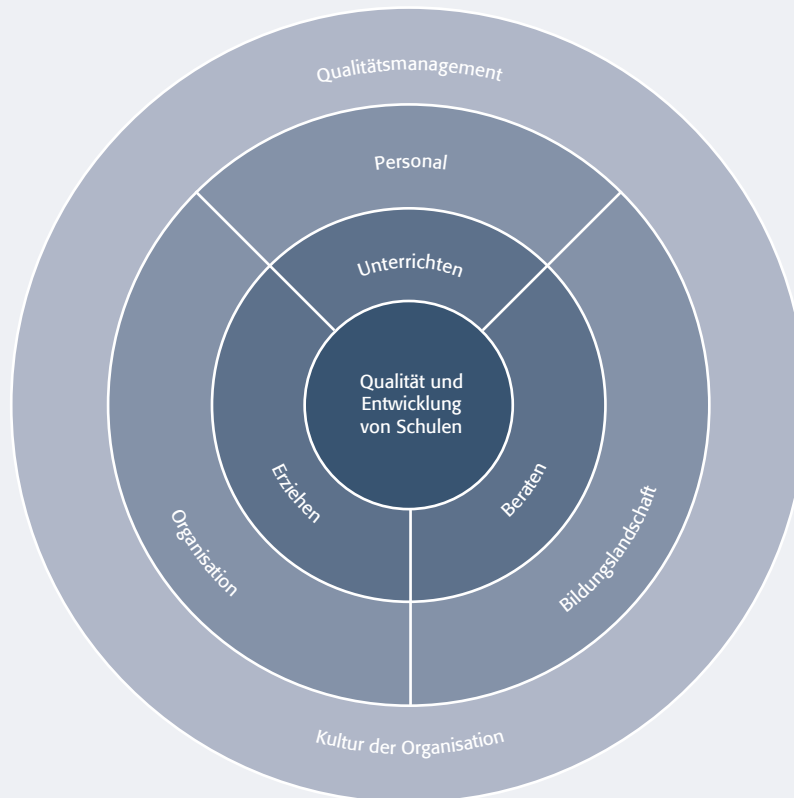 Qualitätsmanagement
Personal
Unterrichten
Qualität und
Entwicklung
von Schulen
Erziehen
Beraten
Organisation
Bildungslandschaft
Kultur der Organisation